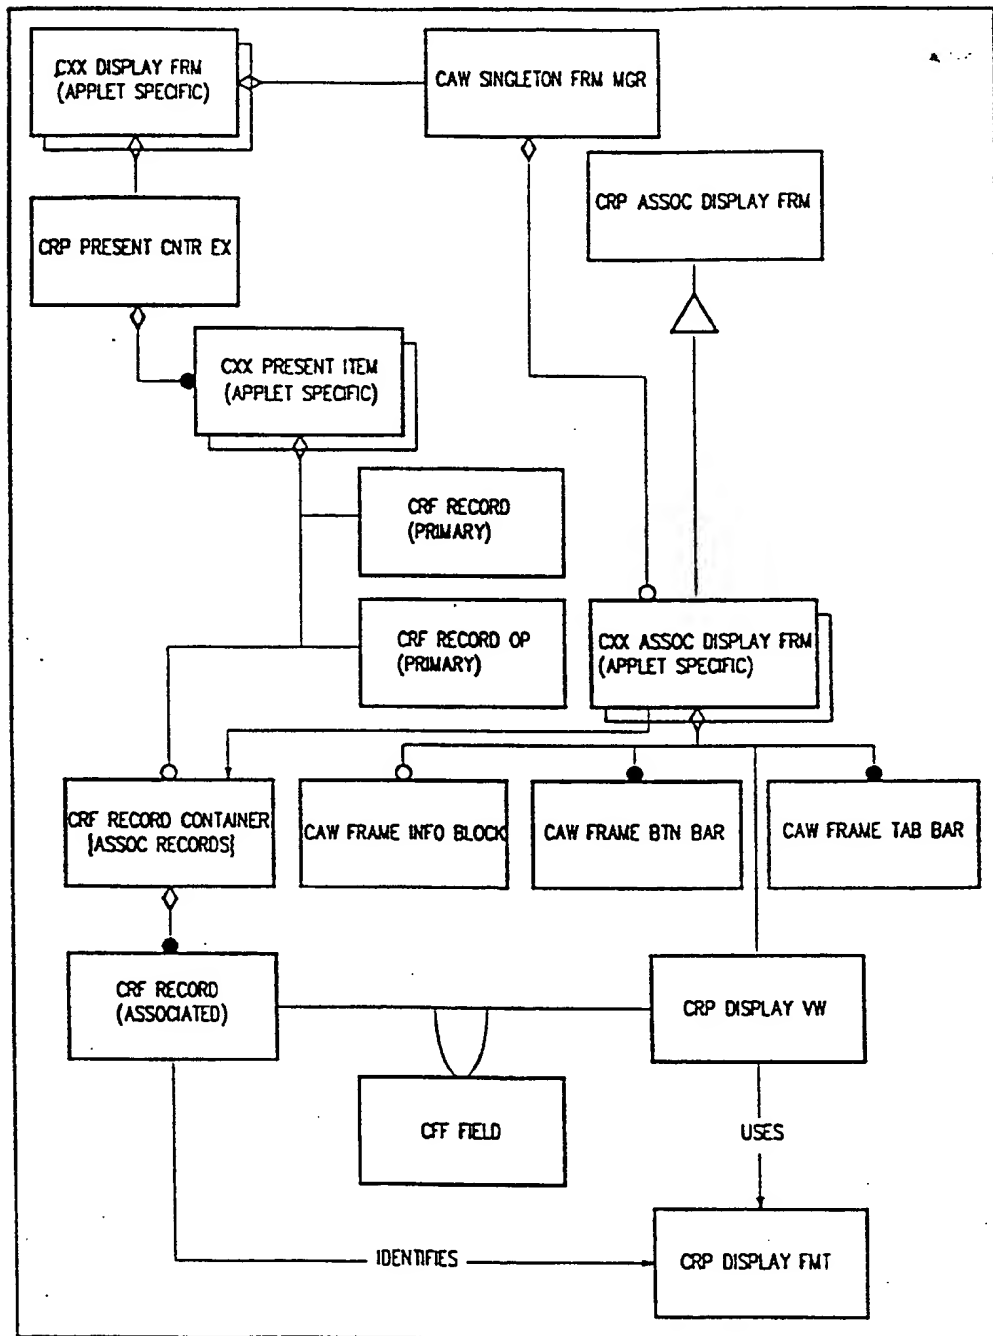 CXX DISPLAY FRM
(APPLET SPECIFIC)
CAW SINGLETON FRM MGR
CRP ASSOC DISPLAY FRM
CRP PRESENT CNTR EX
CXX PRESENT ITEM
(APPLET SPECIFIC)
CRF RECORD
(PRIMARY)
CRF RECORD OP
(PRIMARY)
CXX ASSOC DISPLAY FRM
(APPLET SPECIFIC)
CRF RECORD CONTAINER
{ASSOC RECORDS}
CAW FRAME INFO BLOCK
CAW FRAME BTN BAR
CAW FRAME TAB BAR
CRF RECORD
(ASSOCIATED)
CRP DISPLAY VW
CFF FIELD
USES
IDENTIFIES
CRP DISPLAY FMT